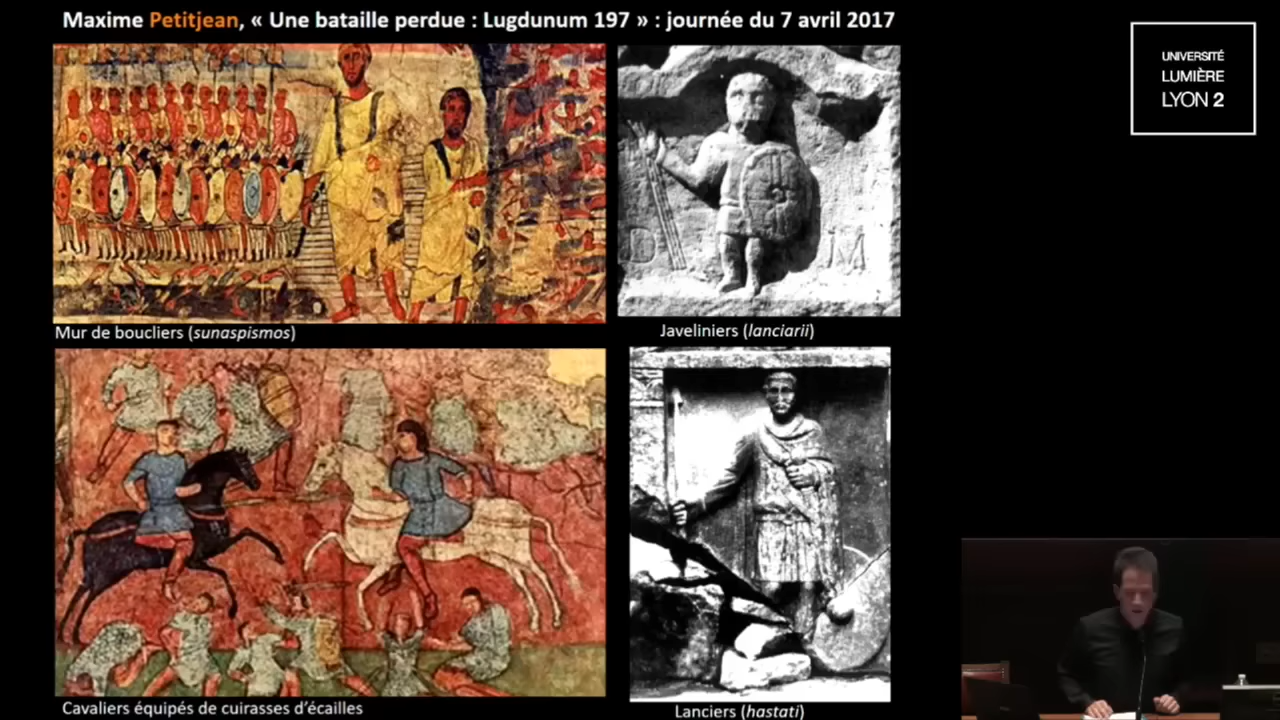 Maxime Petitjean, « Une bataille perdue : Lugdunum 197 » : journée du 7 avril 2017
UNIVERSITÉ
LUMIÈRE
LYON 2
D M
Mur de boucliers (sunaspismos)
Javeliniers (lanciarii)
Cavaliers équipés de cuirasses d’écailles
Lanciers (hastati)